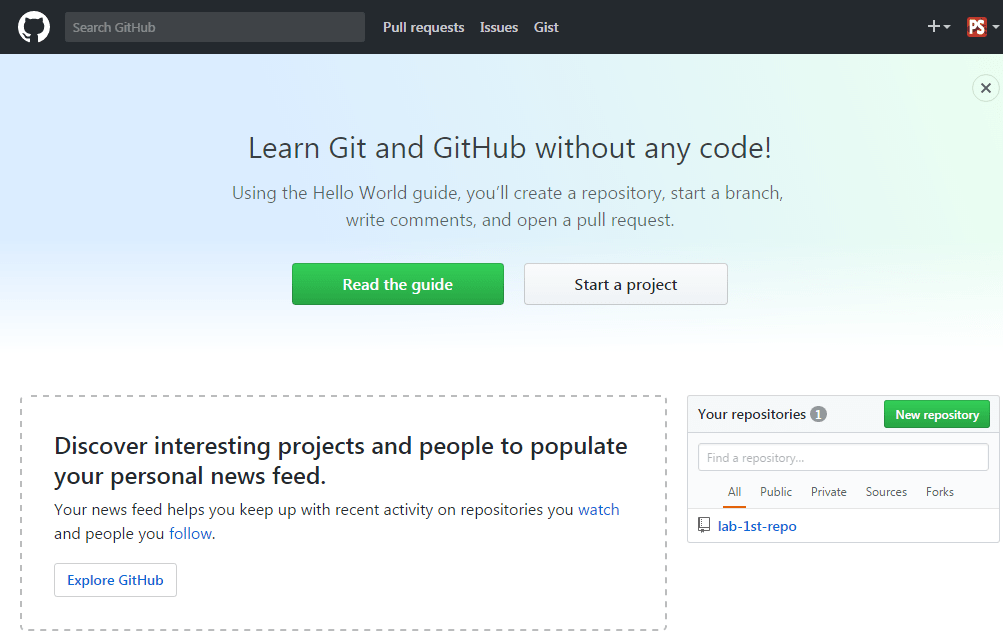 Search GitHub
Pull requests
Issues
Gist
PS
Learn Git and GitHub without any code!
Using the Hello World guide, you’ll create a repository, start a branch,
write comments, and open a pull request.
Read the guide
Start a project
Discover interesting projects and people to populate
your personal news feed.
Your news feed helps you keep up with recent activity on repositories you watch
and people you follow.
Explore GitHub
Your repositories 1
New repository
Find a repository...
All Public Private Sources Forks
lab-1st-repo